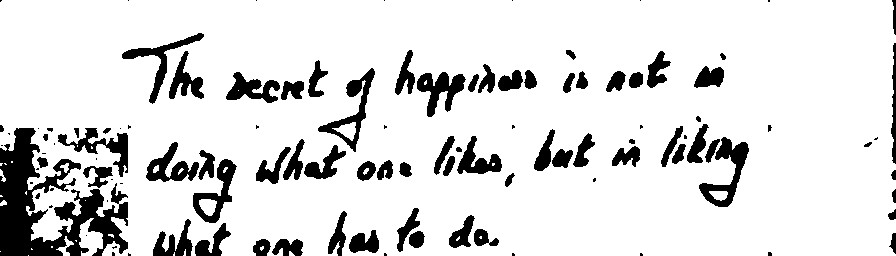 The secret of happiness is not in
doing what one likes, but in liking
what one has to do.